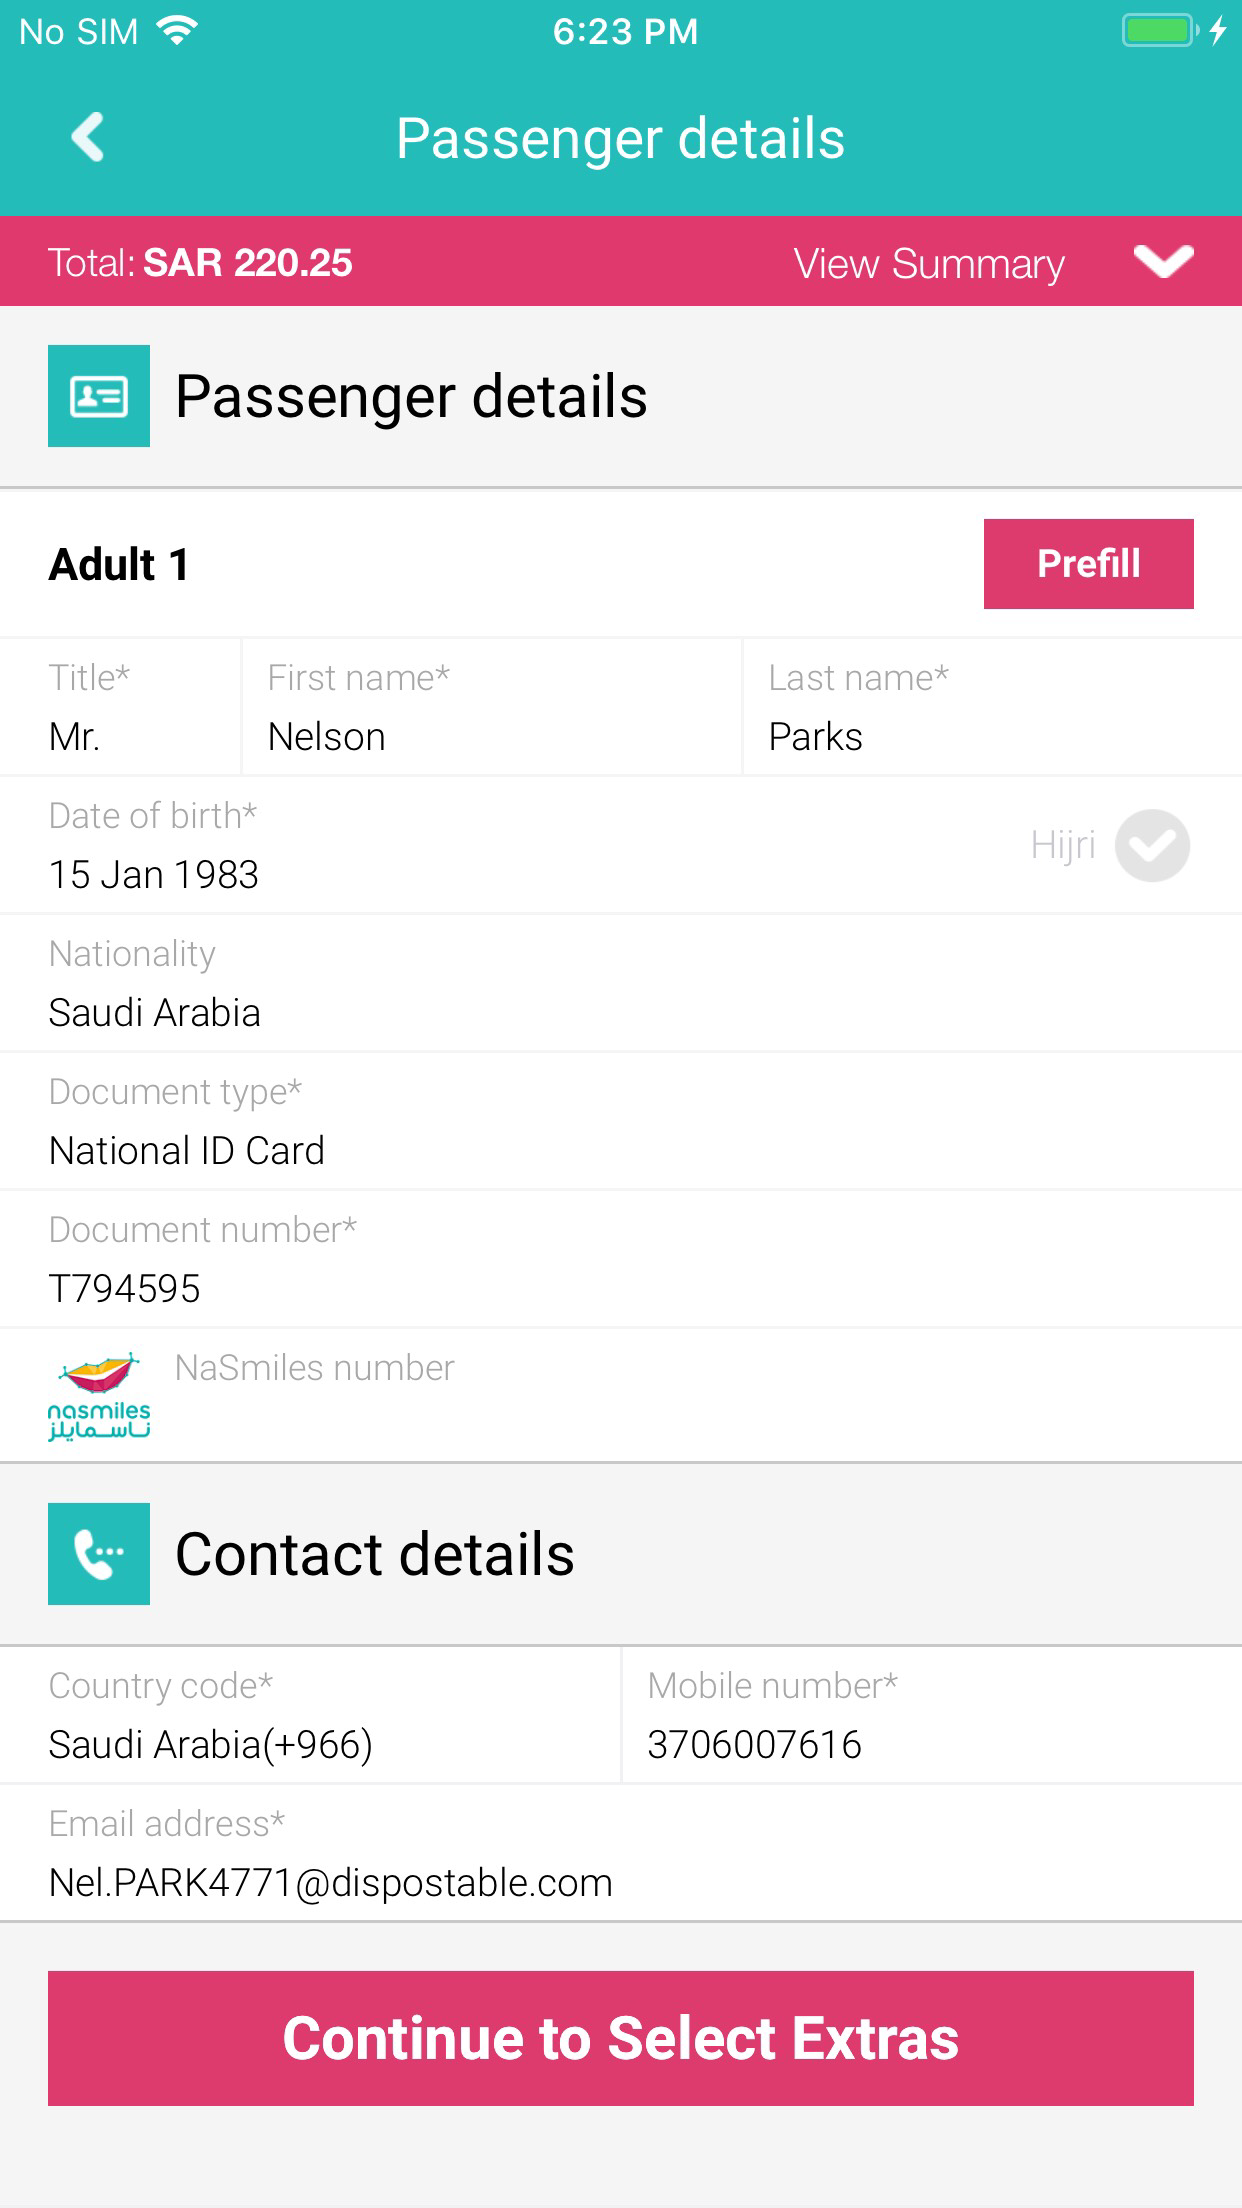 No SIM 6:23 PM
Passenger details
Total: SAR 220.25 View Summary
Passenger details
Adult 1 Prefill
Title* First name* Last name*
Mr. Nelson Parks
Date of birth*
15 Jan 1983
Hijri
Nationality
Saudi Arabia
Document type*
National ID Card
Document number*
T794595
NaSmiles number
nasmiles
ناسمايلز
Contact details
Country code* Mobile number*
Saudi Arabia(+966) 3706007616
Email address*
Nel.PARK4771@dispostable.com
Continue to Select Extras